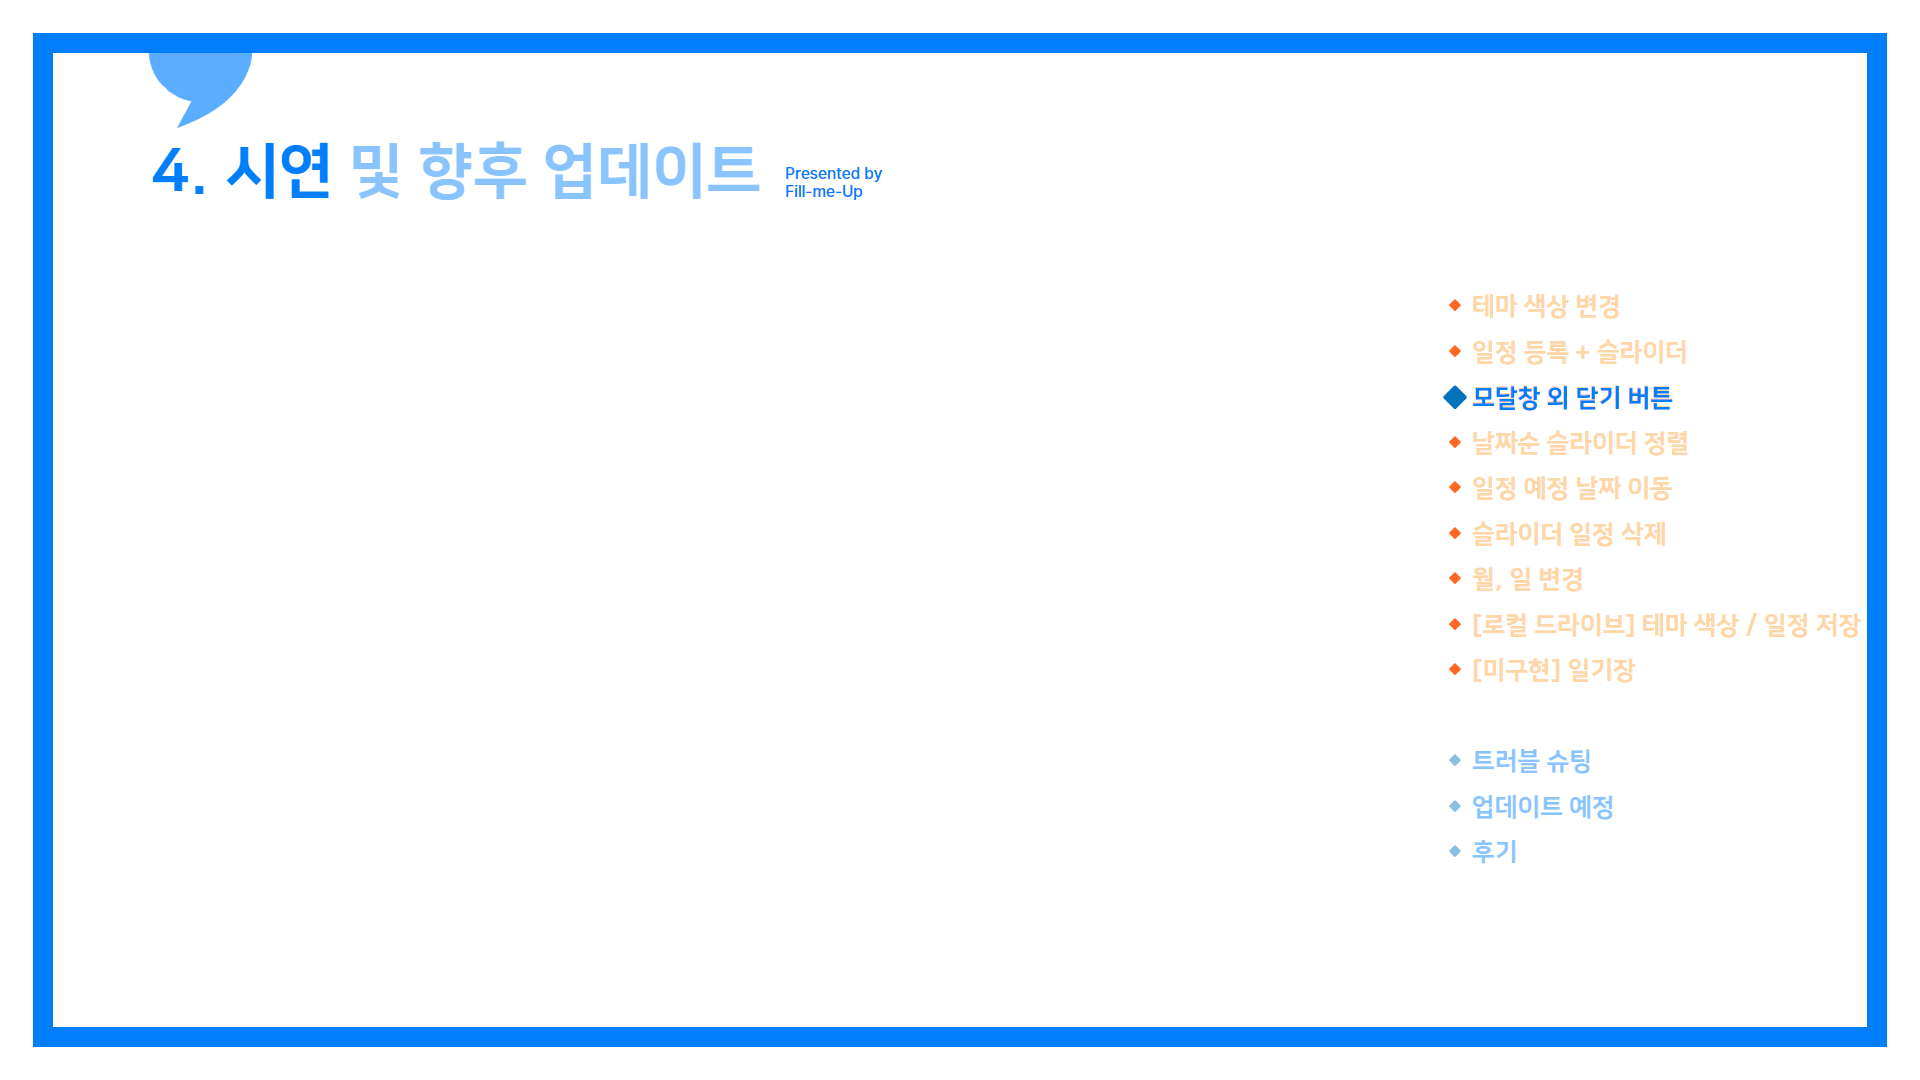 4. 시연 및 향후 업데이트
Presented by
Fill-me-Up
테마 색상 변경
일정 등록 + 슬라이더
모달창 외 닫기 버튼
날짜순 슬라이더 정렬
일정 예정 날짜 이동
슬라이더 일정 삭제
월, 일 변경
[로컬 드라이브] 테마 색상 / 일정 저장
[미구현] 일기장
트러블 슈팅
업데이트 예정
후기